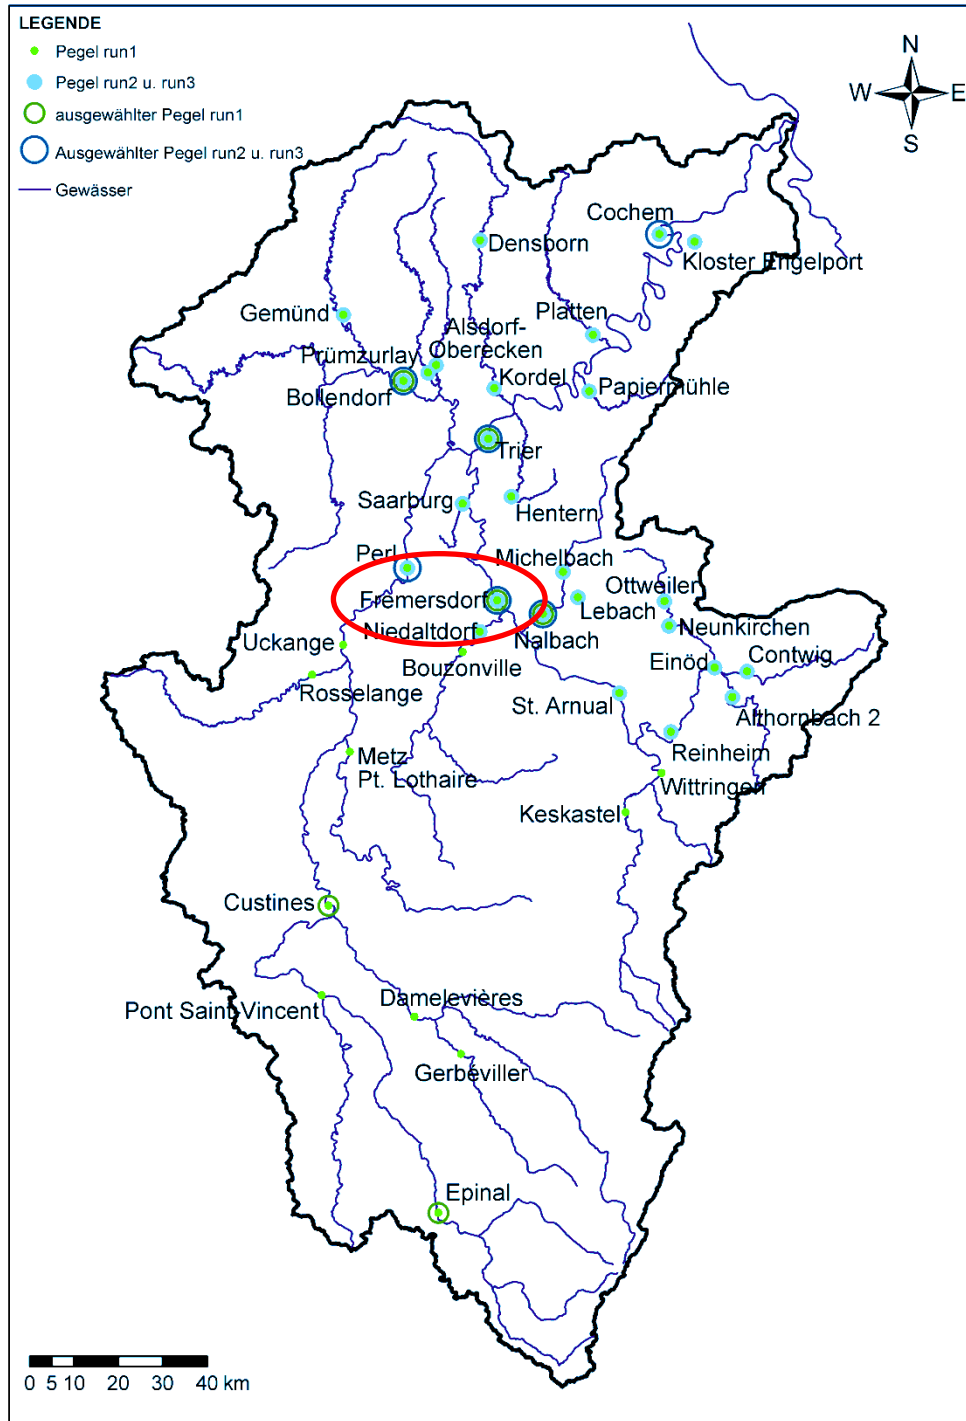 LEGENDE
Pegel run1
Pegel run2 u. run3
ausgewählter Pegel run1
Ausgewählter Pegel run2 u. run3
Gewässer
N
W E
S
Cochem
Densborn
Kloster Engelport
Gemünd
Platten
Alsdorf-
Oberecken
Prümzurlay
Kordel
Papiermühle
Bollendorf
Trier
Saarburg
Hentern
Perl
Michelbach
Ottweiler
Fremersdorf
Lebach
Niedaltdorf
Nalbach
Neunkirchen
Uckange
Bouzonville
Einöd
Contwig
Rosselange
St. Arnual
Althornbach 2
Reinheim
Metz
Pt. Lothaire
Wittringen
Keskastel
Custines
Damelevières
Pont Saint-Vincent
Gerbéviller
Epinal
0 5 10 20 30 40 km